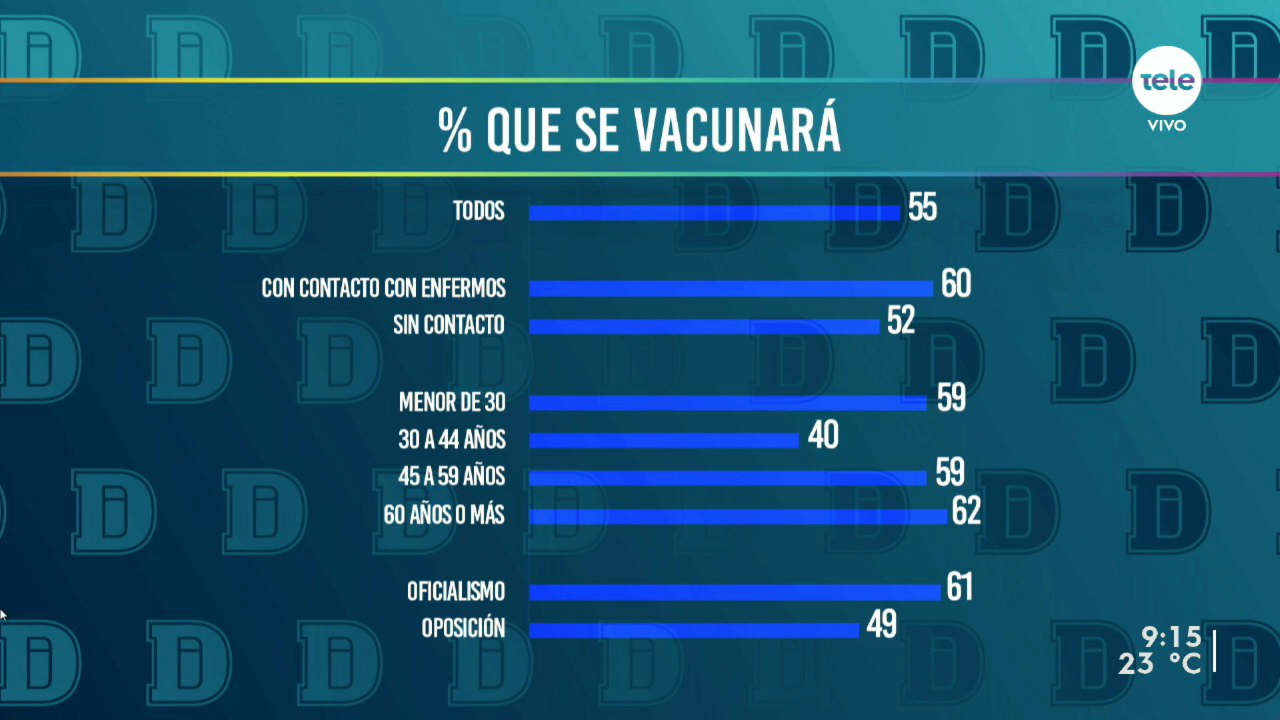 tele
VIVO
% QUE SE VACUNARÁ
TODOS 55
CON CONTACTO CON ENFERMOS 60
SIN CONTACTO 52
MENOR DE 30 59
30 A 44 AÑOS 40
45 A 59 AÑOS 59
60 AÑOS O MÁS 62
OFICIALISMO 61
OPOSICIÓN 49
9:15
23 °C